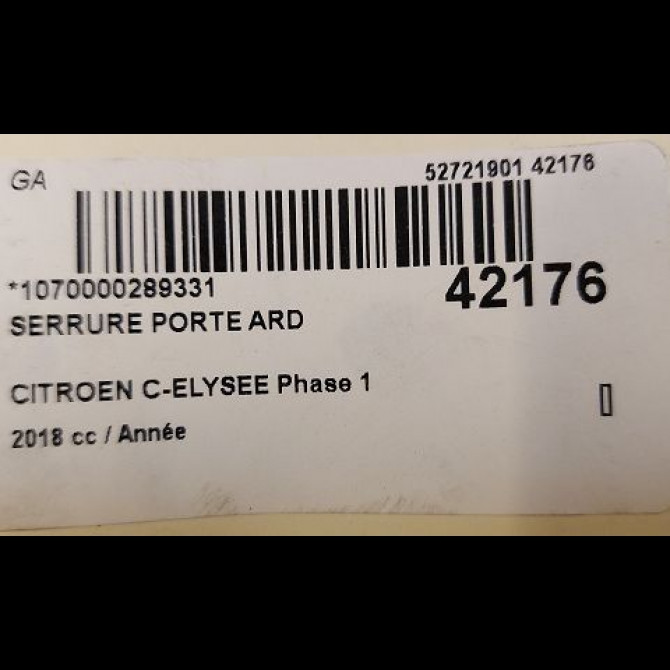 GA
52721901 42176
*1070000289331
42176
SERRURE PORTE ARD
CITROEN C-ELYSEE Phase 1
2018 cc / Année